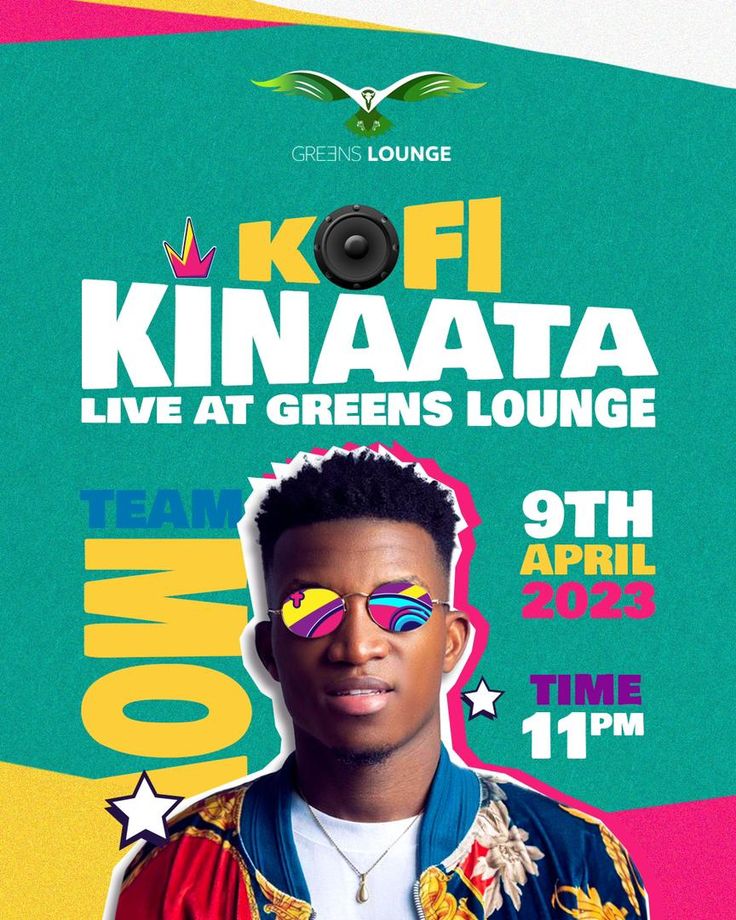 GREENS LOUNGE
KOFI
KINAATA
LIVE AT GREENS LOUNGE
TEAM
9TH
APRIL
2023
TIME
11PM